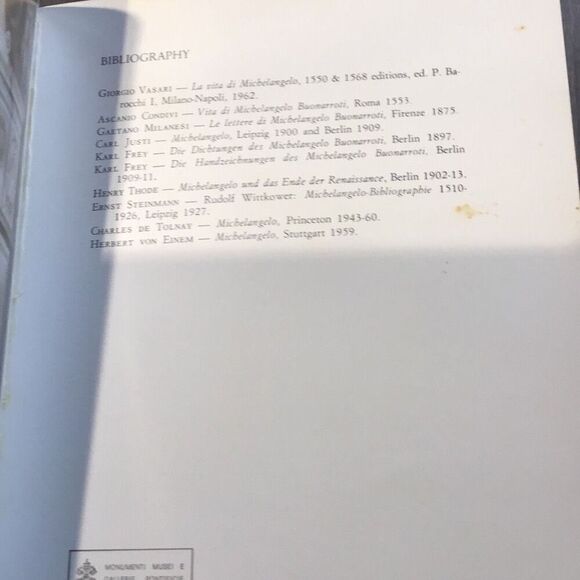 BIBLIOGRAPHY
GIORGIO VASARI — La vita di Michelangelo, 1550 & 1568 editions, ed. P. Ba-
rocchi I, Milano-Napoli, 1962.
ASCANIO CONDIVI — Vita di Michelangelo Buonarroti, Roma 1553.
GAETANO MILANESI — Le lettere di Michelangelo Buonarroti, Firenze 1875.
CARL JUSTI — Michelangelo, Leipzig 1900 and Berlin 1909.
KARL FREY — Die Dichtungen des Michelangelo Buonarroti, Berlin 1897.
KARL FREY — Die Handzeichnungen des Michelangelo Buonarroti, Berlin
1909-11.
HENRY THODE — Michelangelo und das Ende der Renaissance, Berlin 1902-13.
ERNST STEINMANN — Rudolf Wittkower: Michelangelo-Bibliographie 1510-
1926, Leipzig 1927.
CHARLES DE TOLNAY — Michelangelo, Princeton 1943-60.
HERBERT VON EINEM — Michelangelo, Stuttgart 1959.
MONUMENTI MUSEI E
GALLERIE PONTIFICIE